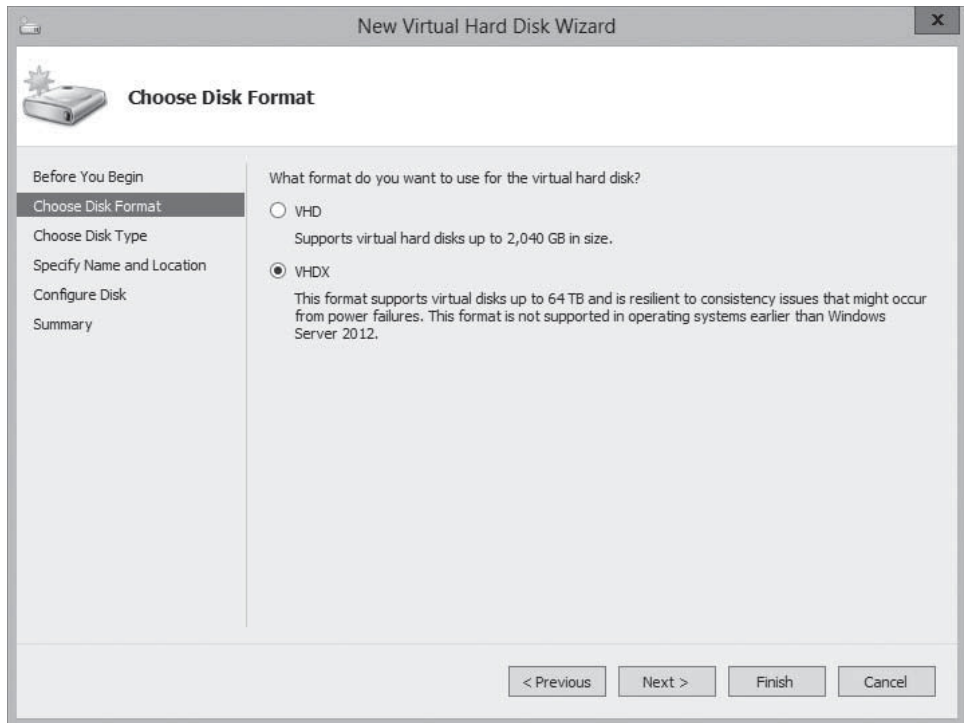 New Virtual Hard Disk Wizard
x
Choose Disk Format
Before You Begin
Choose Disk Format
Choose Disk Type
Specify Name and Location
Configure Disk
Summary
What format do you want to use for the virtual hard disk?
VHD
Supports virtual hard disks up to 2,040 GB in size.
VHDX
This format supports virtual disks up to 64 TB and is resilient to consistency issues that might occur
from power failures. This format is not supported in operating systems earlier than Windows
Server 2012.
< Previous
Next >
Finish
Cancel